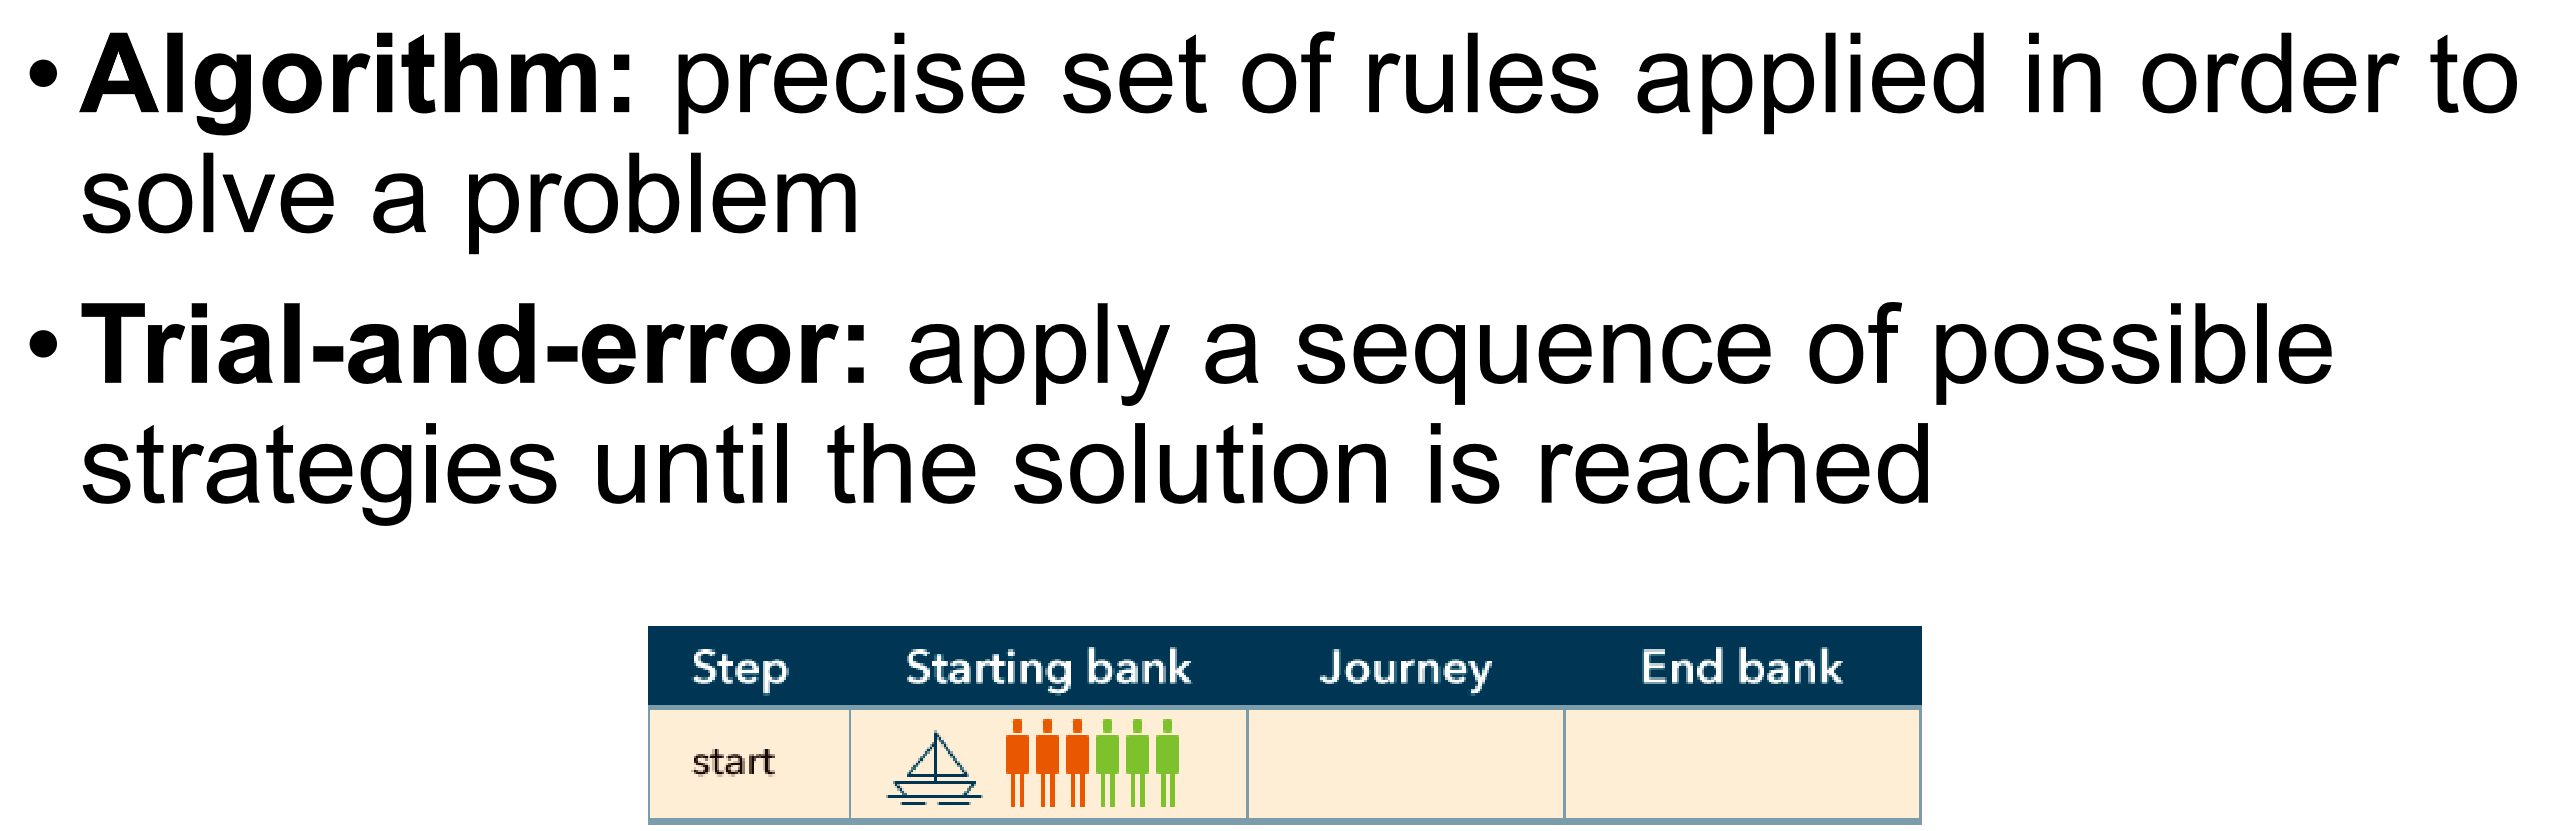 • Algorithm: precise set of rules applied in order to
solve a problem
• Trial-and-error: apply a sequence of possible
strategies until the solution is reached
Step Starting bank Journey End bank
start